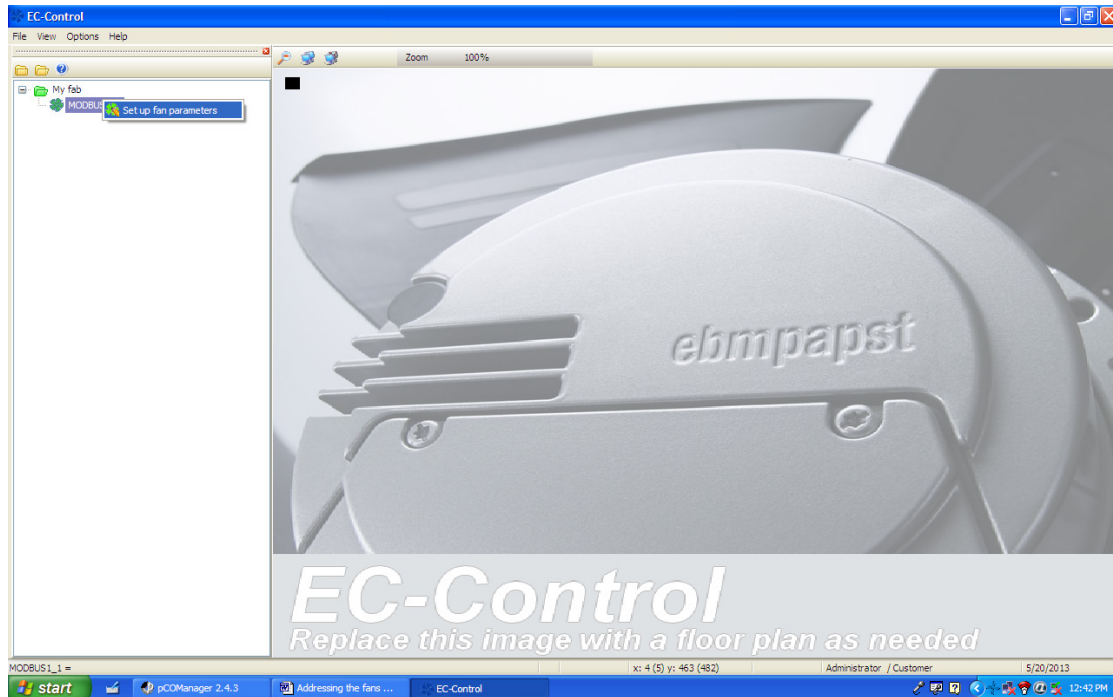 EC-Control
File View Options Help
Zoom 100%
My fab
MODBUS
Set up fan parameters
ebmpapst
EC-Control
Replace this image with a floor plan as needed
MODBUS1_1 =
x: 4 (5) y: 463 (482)
Administrator / Customer
5/20/2013
start
pCOManager 2.4.3
Addressing the fans ...
EC-Control
12:42 PM